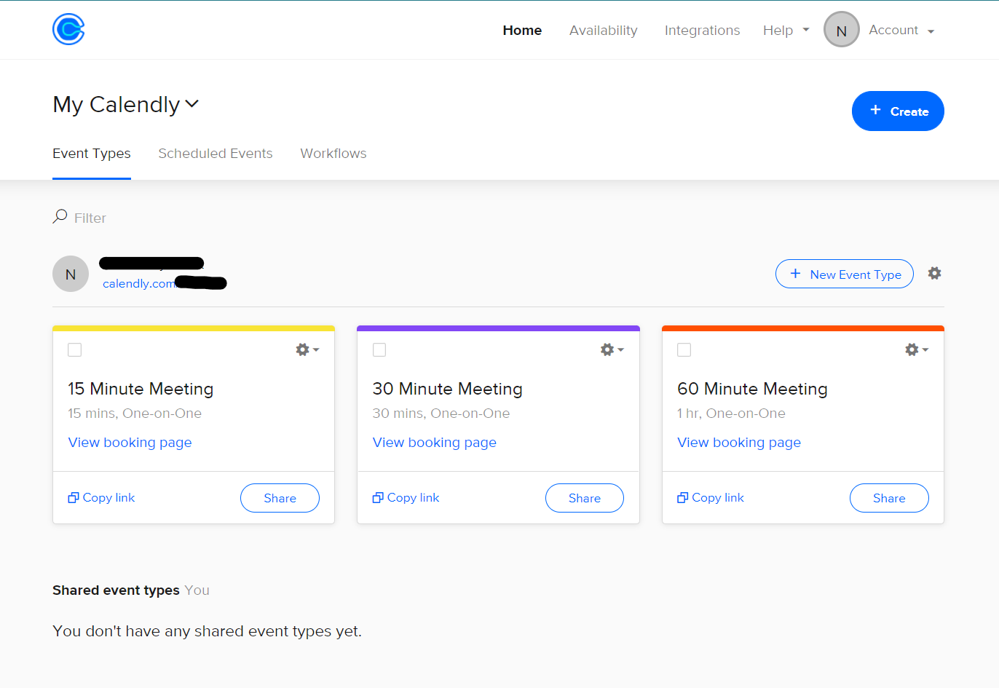 Home Availability Integrations Help N Account
My Calendly
+ Create
Event Types Scheduled Events Workflows
Filter
N
calendly.com
+ New Event Type
15 Minute Meeting
15 mins, One-on-One
View booking page
Copy link Share
30 Minute Meeting
30 mins, One-on-One
View booking page
Copy link Share
60 Minute Meeting
1 hr, One-on-One
View booking page
Copy link Share
Shared event types You
You don't have any shared event types yet.